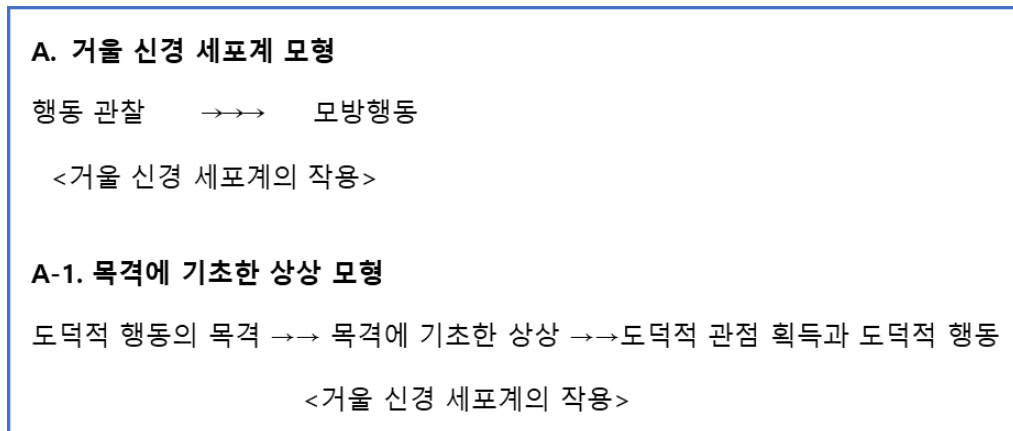 A. 거울 신경 세포계 모형
행동 관찰 →→→ 모방행동
<거울 신경 세포계의 작용>
A-1. 목격에 기초한 상상 모형
도덕적 행동의 목격 →→ 목격에 기초한 상상 →→도덕적 관점 획득과 도덕적 행동
<거울 신경 세포계의 작용>